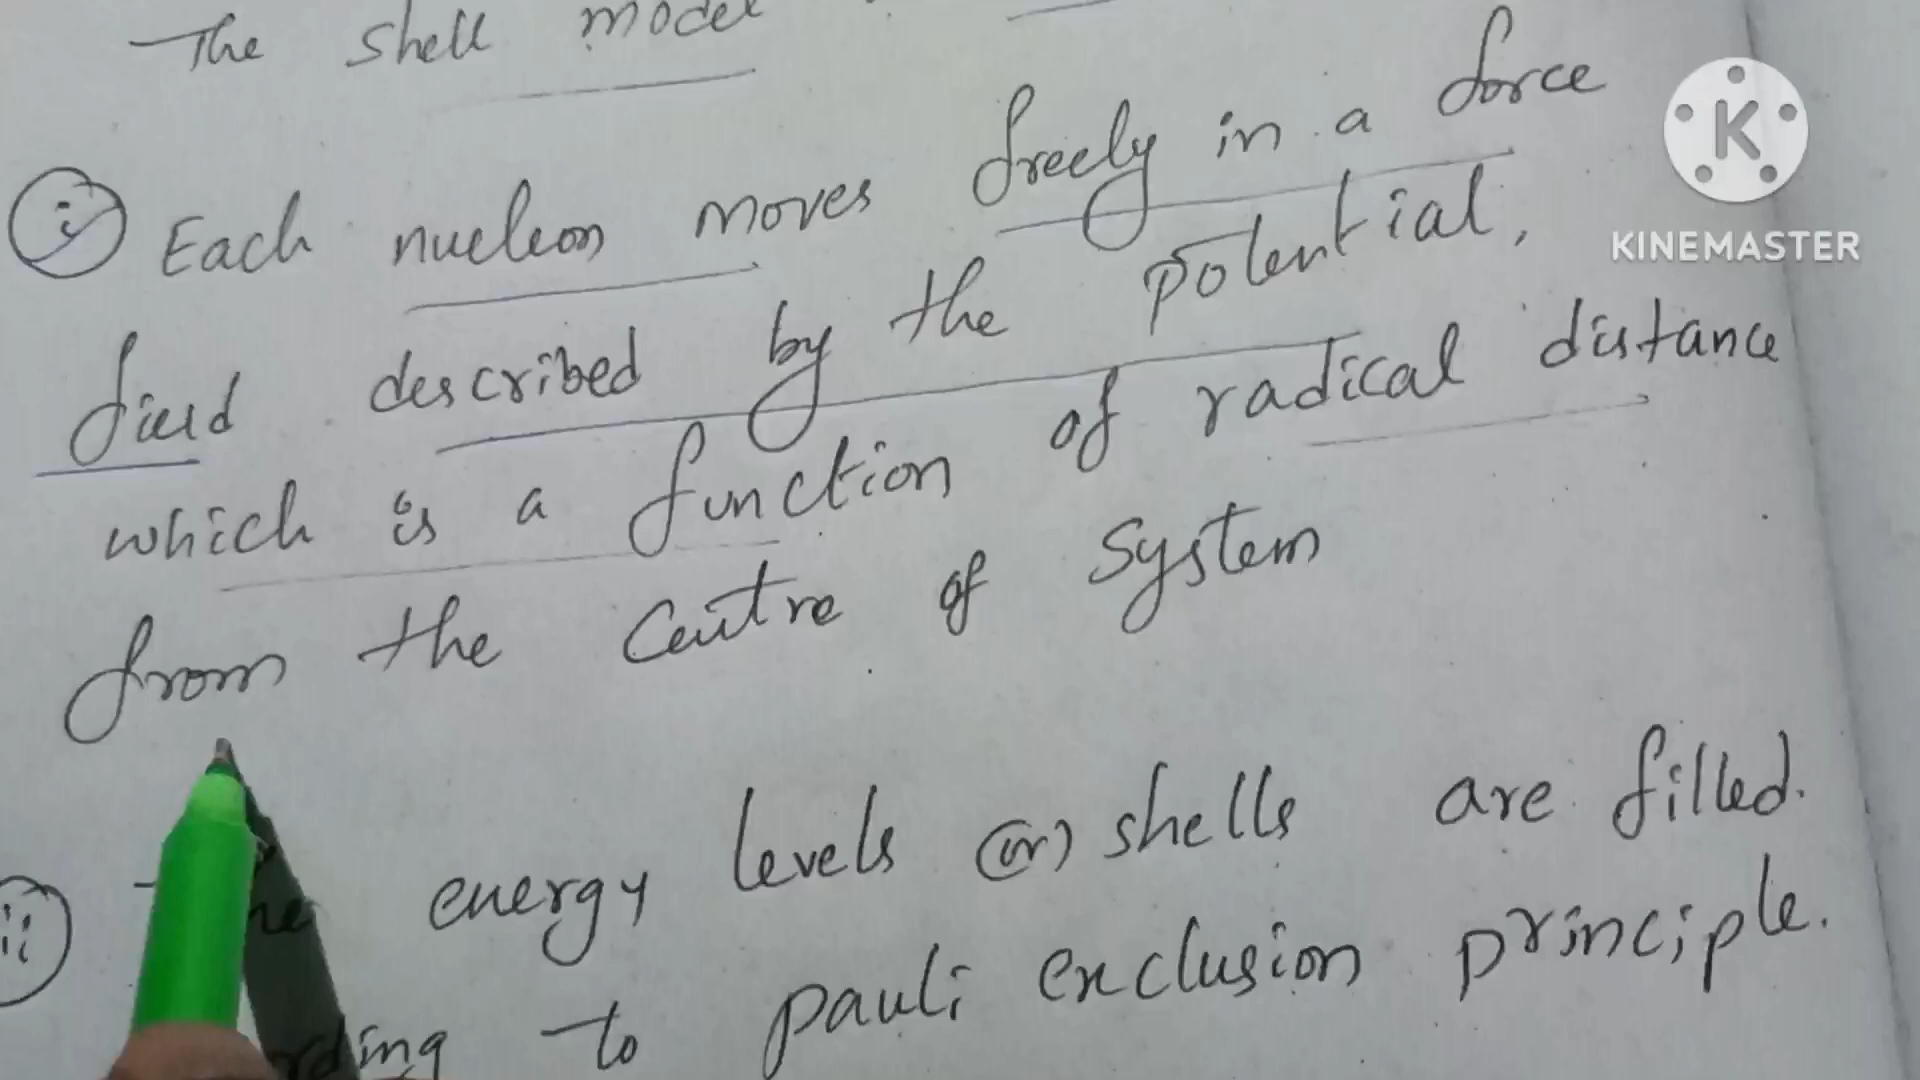 The shell model
i Each nucleon moves freely in a force
field described by the potential,
which is a function of radical distance
from the centre of system
ii energy levels (or) shells are filled.
to pauli exclusion principle.
K
KINEMASTER